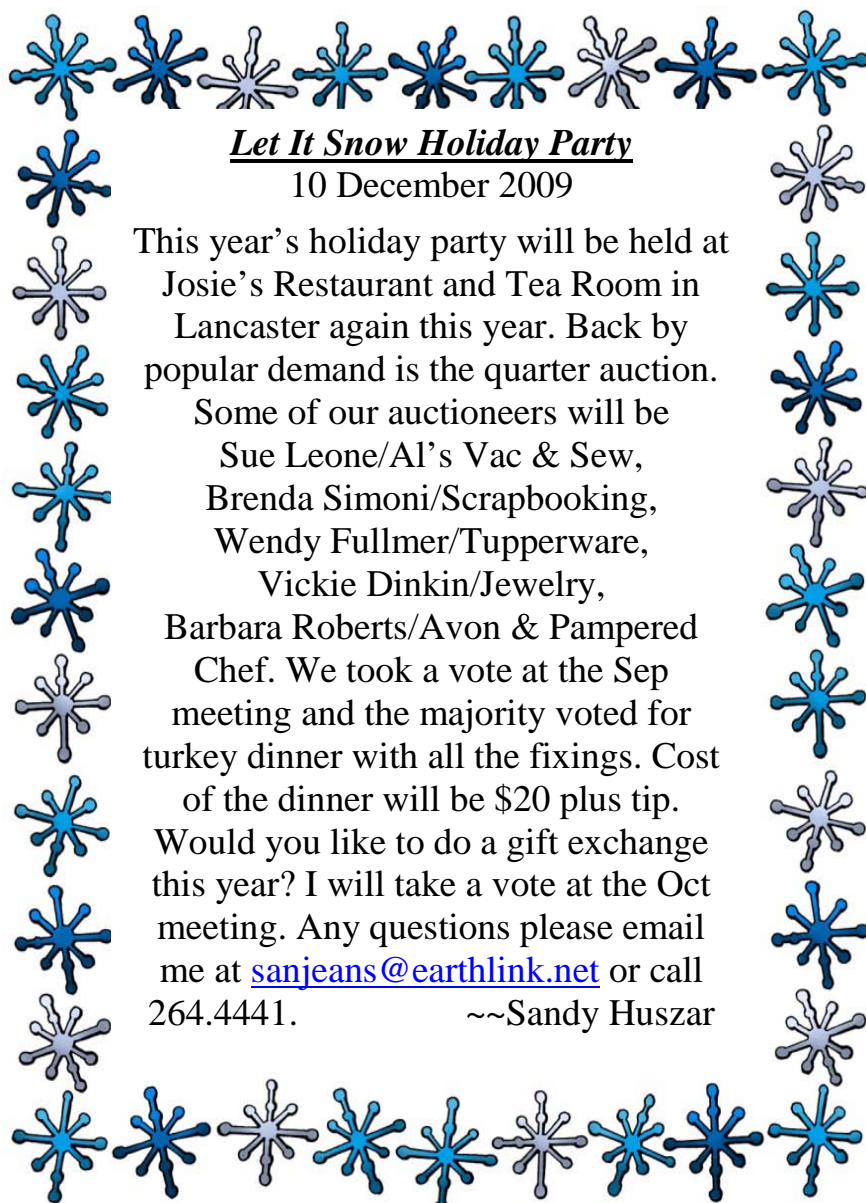 Let It Snow Holiday Party
10 December 2009
This year’s holiday party will be held at
Josie’s Restaurant and Tea Room in
Lancaster again this year. Back by
popular demand is the quarter auction.
Some of our auctioneers will be
Sue Leone/Al’s Vac & Sew,
Brenda Simoni/Scrapbooking,
Wendy Fullmer/Tupperware,
Vickie Dinkin/Jewelry,
Barbara Roberts/Avon & Pampered
Chef. We took a vote at the Sep
meeting and the majority voted for
turkey dinner with all the fixings. Cost
of the dinner will be $20 plus tip.
Would you like to do a gift exchange
this year? I will take a vote at the Oct
meeting. Any questions please email
me at sanjeans@earthlink.net or call
264.4441. ~~Sandy Huszar